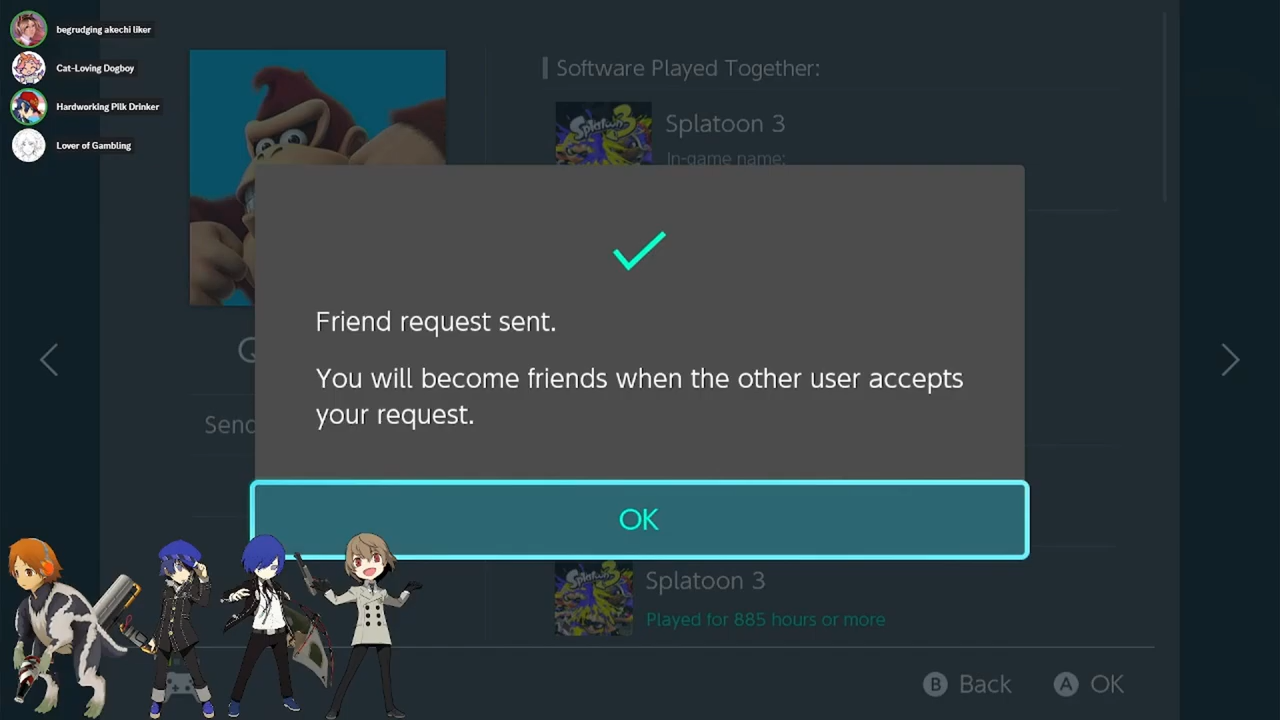 begrudging akechi liker
Cat-Loving Dogboy
Hardworking Pilk Drinker
Lover of Gambling
Software Played Together:
Splatoon 3
Splatoon 3
In-game name:
Friend request sent.
You will become friends when the other user accepts
your request.
Send
OK
Splatoon 3
Played for 885 hours or more
B Back
A OK